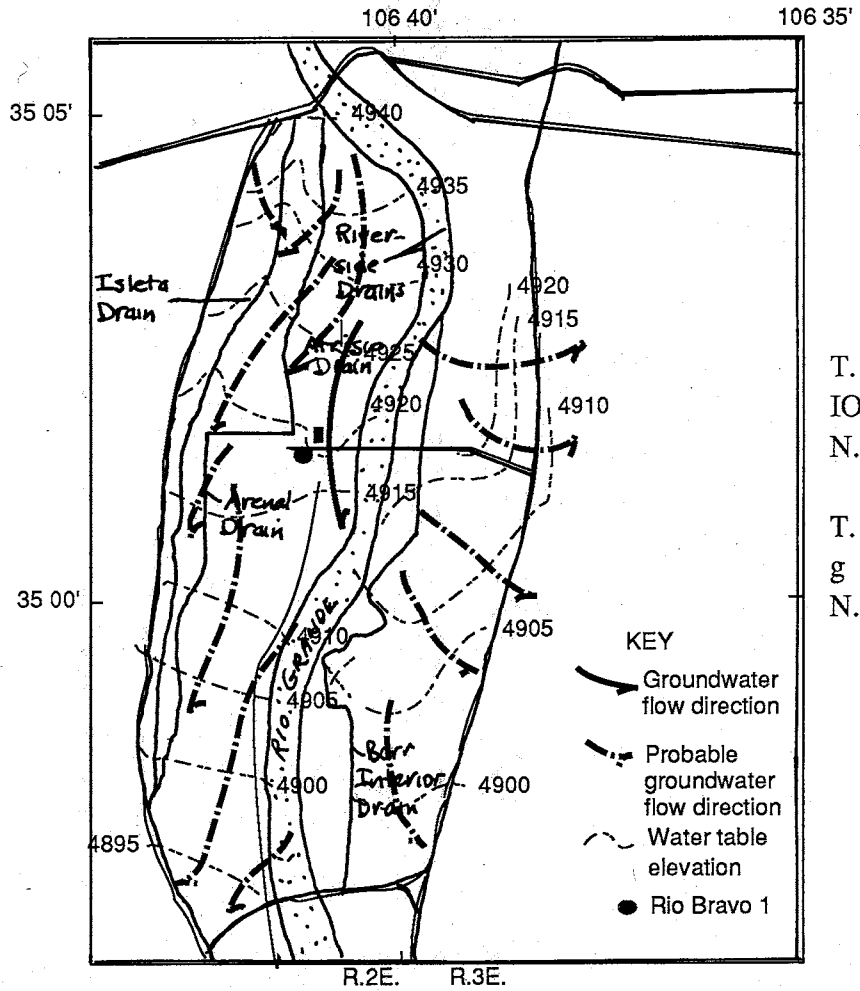 106 40'
106 35'
35 05'
4940
4935
River-
side
Drains
4930
4920
Isleta
Drain
4915
Atrisco
Drain
4925
T.
IO
N.
4920
4910
4915
Arenal
Drain
T.
g
N.
35 00'
4910
4905
RIO GRANDE
4905
KEY
Groundwater
flow direction
Probable
groundwater
flow direction
Water table
elevation
Rio Bravo 1
Barr
Interior
Drain
4900
4900
4895
R.2E.
R.3E.